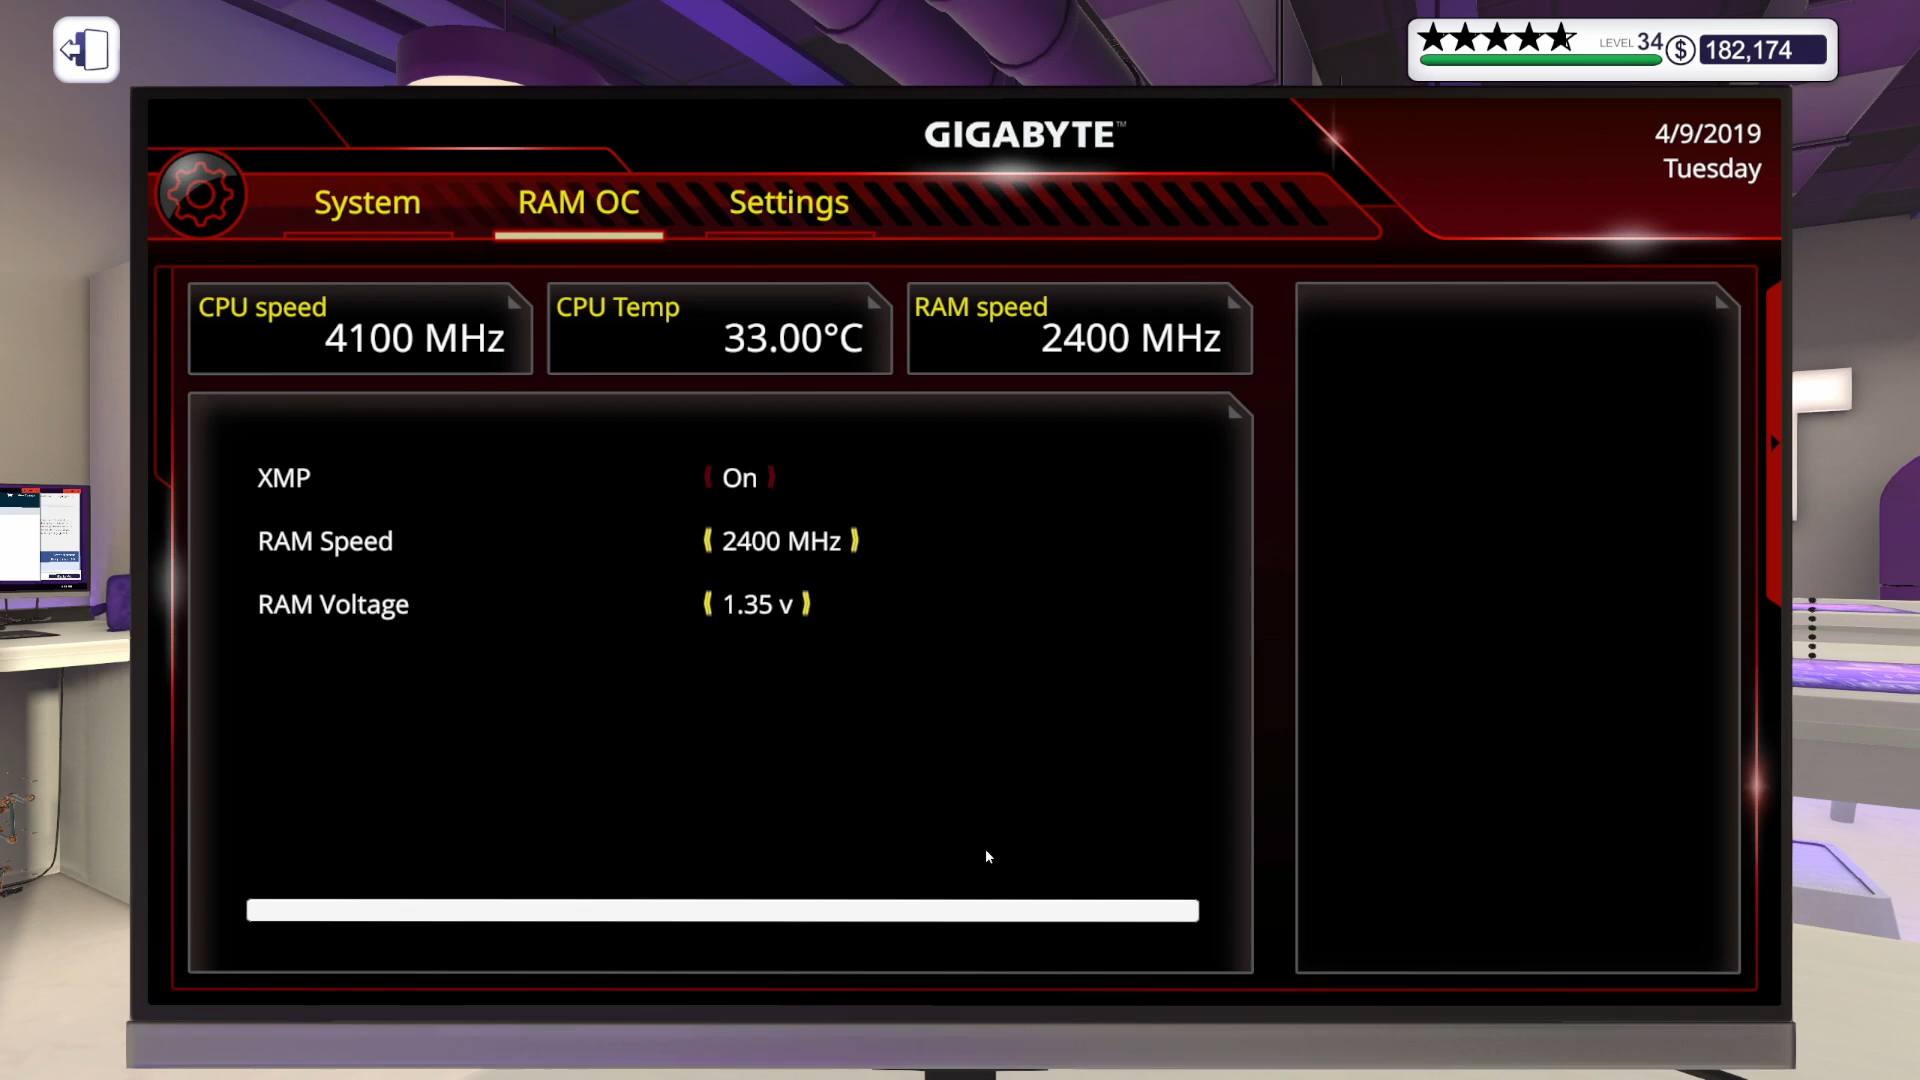 LEVEL 34
$ 182,174
GIGABYTE™
4/9/2019
Tuesday
System RAM OC Settings
CPU speed
4100 MHz
CPU Temp
33.00°C
RAM speed
2400 MHz
XMP On
RAM Speed 2400 MHz
RAM Voltage 1.35 v